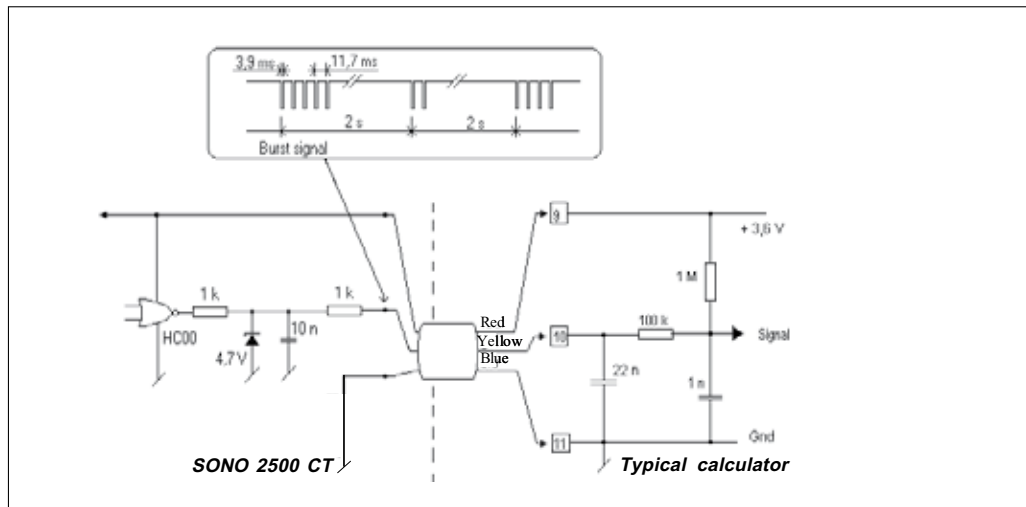 3,9 ms 11,7 ms
2 s 2 s
Burst signal
9
+ 3,6 V
1 M
1 k 1 k
Red
100 k
HC00
10 n
Yellow
10
Signal
4,7 V
Blue
22 n
1 n
11
Gnd
SONO 2500 CT
Typical calculator